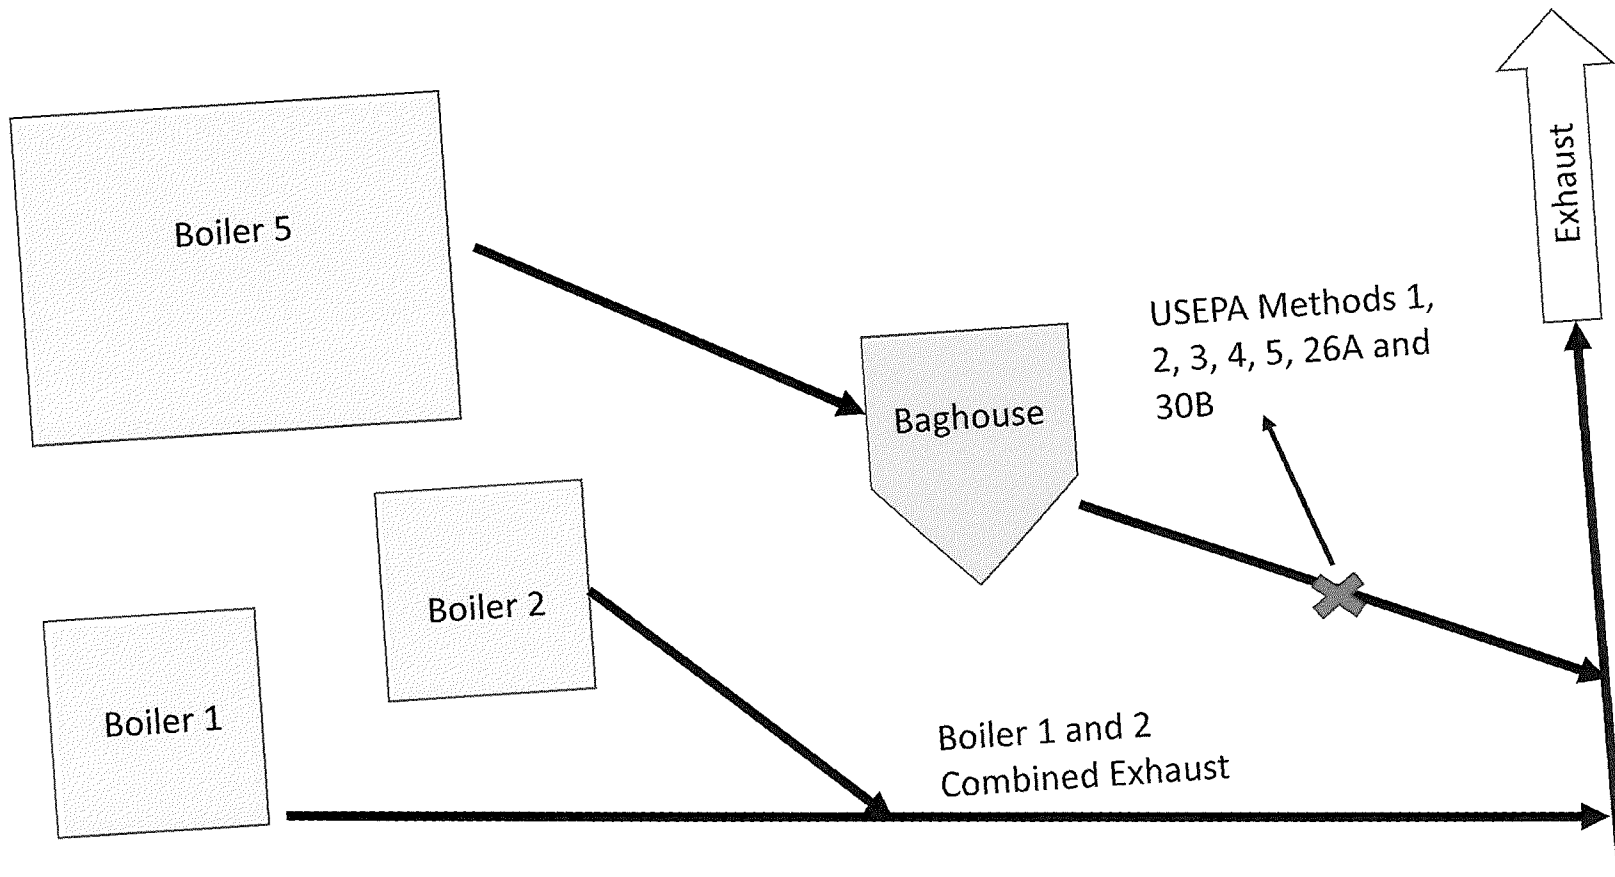 Boiler 5
Exhaust
USEPA Methods 1,
2, 3, 4, 5, 26A and
30B
Baghouse
Boiler 2
Boiler 1
Boiler 1 and 2
Combined Exhaust